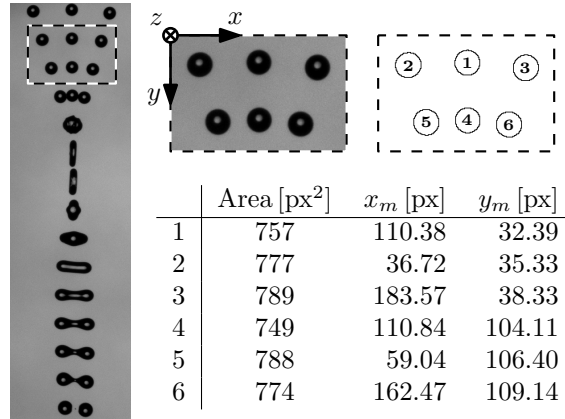 z x
y
2 1 3
5 4 6
Area [px²] xₘ [px] yₘ [px]
1 757 110.38 32.39
2 777 36.72 35.33
3 789 183.57 38.33
4 749 110.84 104.11
5 788 59.04 106.40
6 774 162.47 109.14